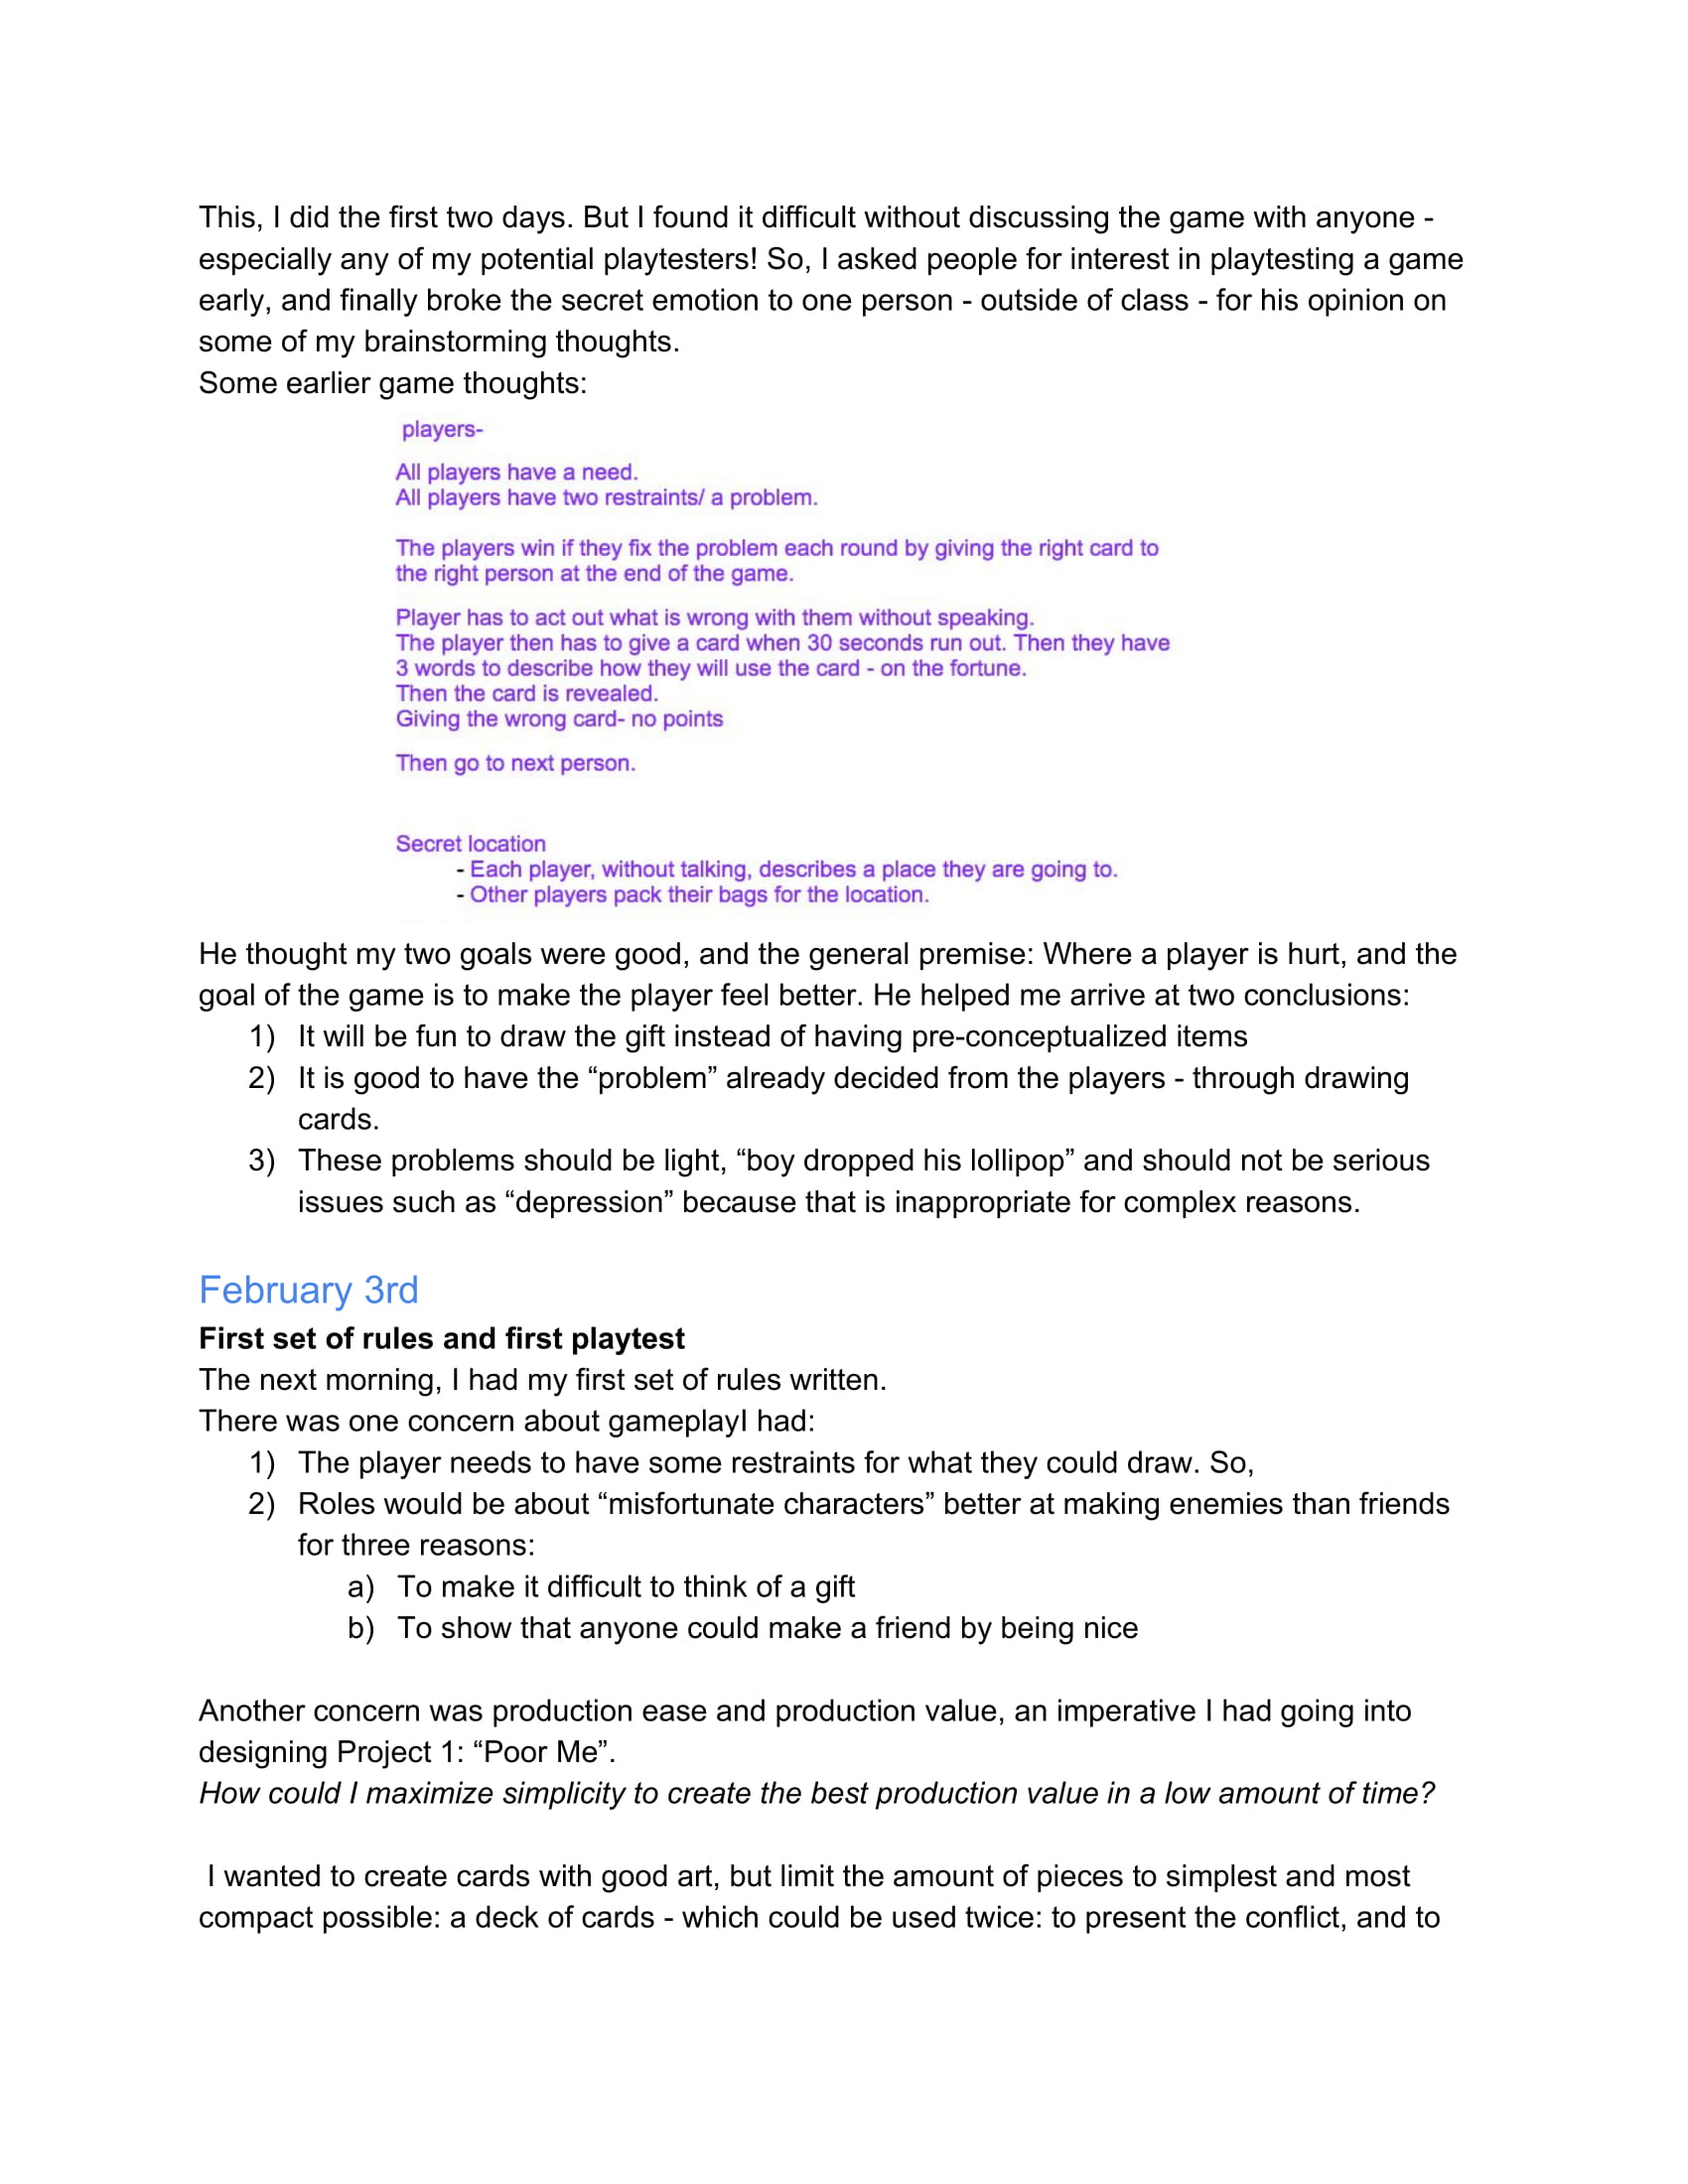 This, I did the first two days. But I found it difficult without discussing the game with anyone -
especially any of my potential playtesters! So, I asked people for interest in playtesting a game
early, and finally broke the secret emotion to one person - outside of class - for his opinion on
some of my brainstorming thoughts.
Some earlier game thoughts:
players-
All players have a need.
All players have two restraints/ a problem.
The players win if they fix the problem each round by giving the right card to
the right person at the end of the game.
Player has to act out what is wrong with them without speaking.
The player then has to give a card when 30 seconds run out. Then they have
3 words to describe how they will use the card - on the fortune.
Then the card is revealed.
Giving the wrong card- no points
Then go to next person.
Secret location
- Each player, without talking, describes a place they are going to.
- Other players pack their bags for the location.
He thought my two goals were good, and the general premise: Where a player is hurt, and the
goal of the game is to make the player feel better. He helped me arrive at two conclusions:
1) It will be fun to draw the gift instead of having pre-conceptualized items
2) It is good to have the “problem” already decided from the players - through drawing
cards.
3) These problems should be light, “boy dropped his lollipop” and should not be serious
issues such as “depression” because that is inappropriate for complex reasons.
February 3rd
First set of rules and first playtest
The next morning, I had my first set of rules written.
There was one concern about gameplayI had:
1) The player needs to have some restraints for what they could draw. So,
2) Roles would be about “misfortunate characters” better at making enemies than friends
for three reasons:
a) To make it difficult to think of a gift
b) To show that anyone could make a friend by being nice
Another concern was production ease and production value, an imperative I had going into
designing Project 1: “Poor Me”.
How could I maximize simplicity to create the best production value in a low amount of time?
I wanted to create cards with good art, but limit the amount of pieces to simplest and most
compact possible: a deck of cards - which could be used twice: to present the conflict, and to